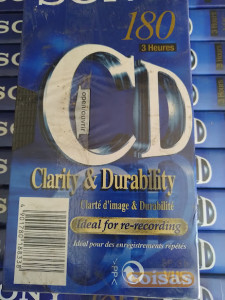 SONY
180
3 Heures
CD
Clarity & Durability
Clarté d'image & Durabilité
Ideal for re-recording
Idéal pour des enregistrements répétés
>PP<
Coisas